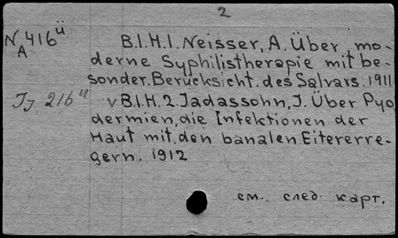 2
N 416ü B.I.H.1. Neisser, A. Über mo-
A derne Syphilistherapie mit be-
sonder. Berücksicht. des Salvars. 1911
Jj 216ü v B.I.H.2 Jadassohn, J. Über Pyo
dermien, die Infektionen der
Haut mit den banalen Eitererre-
gern. 1912
см. след. карт.